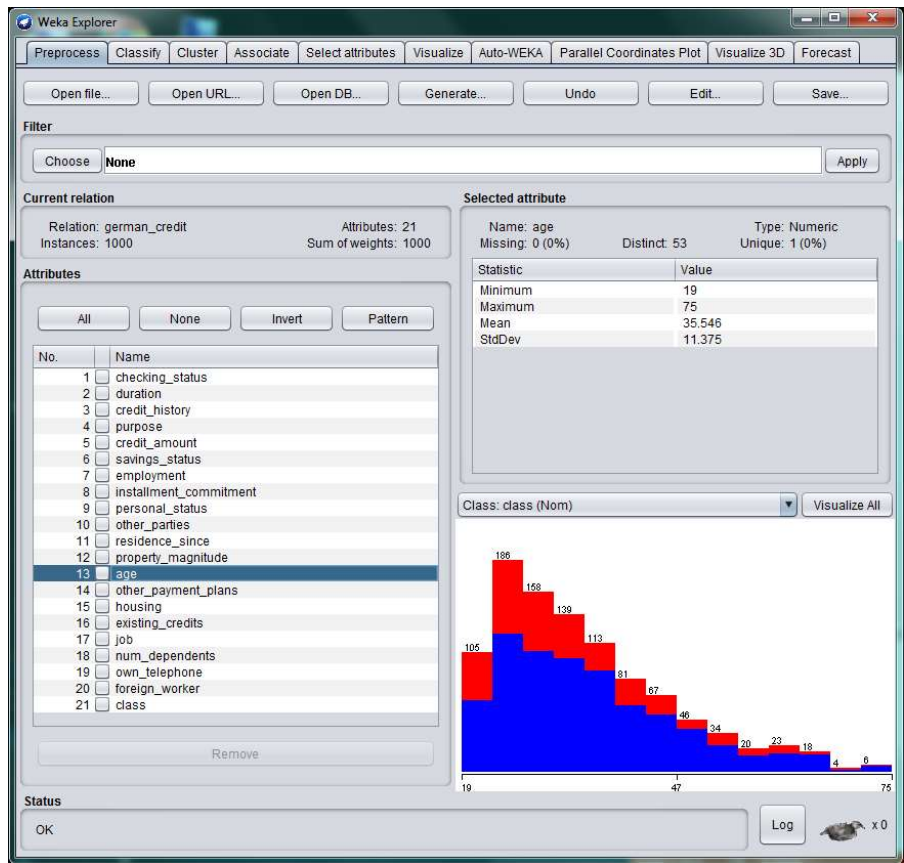 Weka Explorer
Preprocess Classify Cluster Associate Select attributes Visualize Auto-WEKA Parallel Coordinates Plot Visualize 3D Forecast
Open file... Open URL... Open DB... Generate... Undo Edit... Save...
Filter
Choose None Apply
Current relation
Relation: german_credit Attributes: 21
Instances: 1000 Sum of weights: 1000
Attributes
All None Invert Pattern
No. Name
1 checking_status
2 duration
3 credit_history
4 purpose
5 credit_amount
6 savings_status
7 employment
8 installment_commitment
9 personal_status
10 other_parties
11 residence_since
12 property_magnitude
13 age
14 other_payment_plans
15 housing
16 existing_credits
17 job
18 num_dependents
19 own_telephone
20 foreign_worker
21 class
Remove
Selected attribute
Name: age Type: Numeric
Missing: 0 (0%) Distinct: 53 Unique: 1 (0%)
Statistic Value
Minimum 19
Maximum 75
Mean 35.546
StdDev 11.375
Class: class (Nom) Visualize All
105 186 158 139 113 81 67 46 34 20 23 18 4 6
19 47 75
Status
OK Log x 0